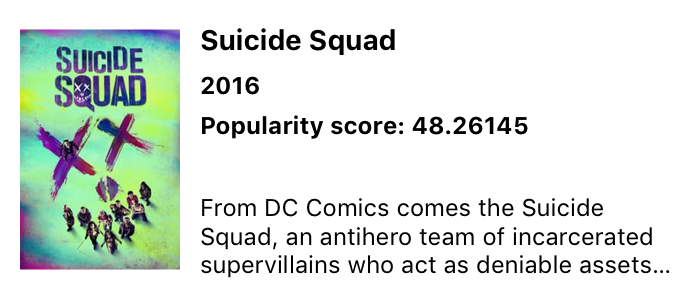 SUICIDE
SQUAD
Suicide Squad
2016
Popularity score: 48.26145
From DC Comics comes the Suicide
Squad, an antihero team of incarcerated
supervillains who act as deniable assets...